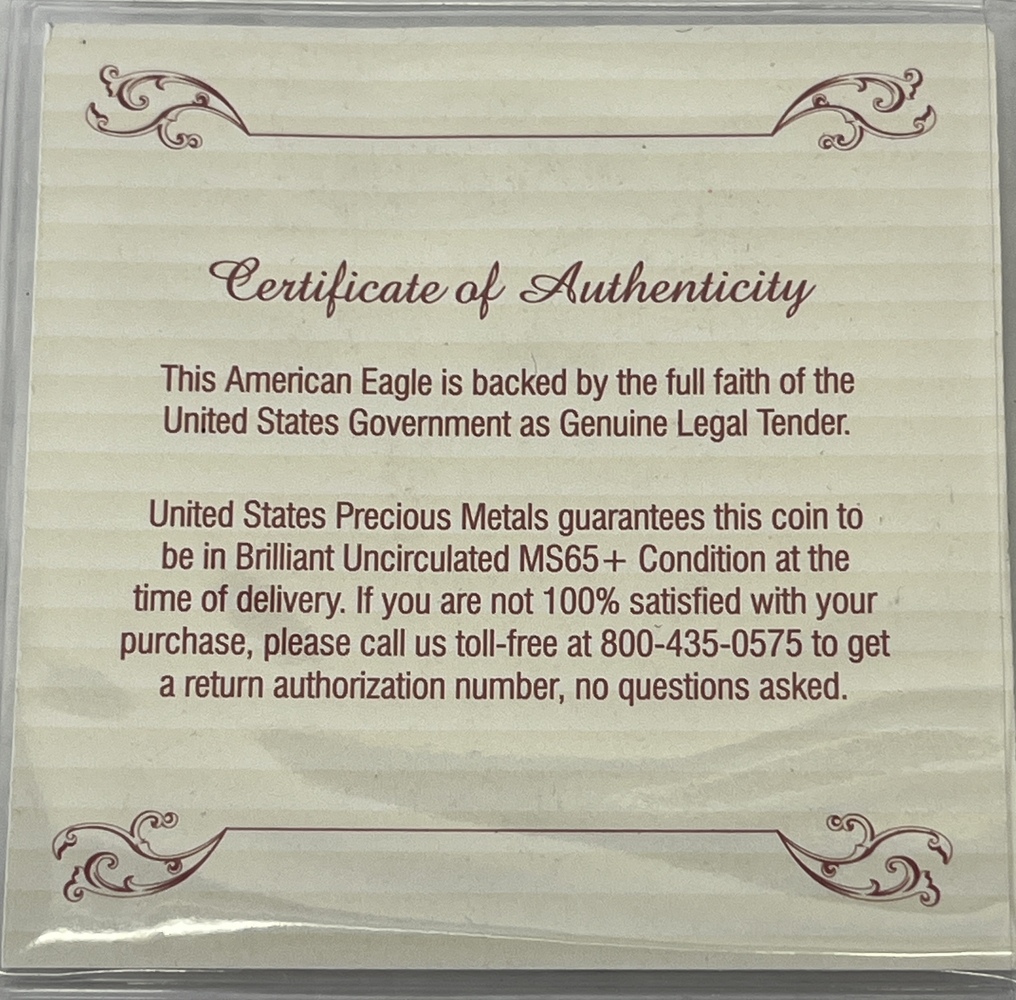 Certificate of Authenticity
This American Eagle is backed by the full faith of the
United States Government as Genuine Legal Tender.
United States Precious Metals guarantees this coin to
be in Brilliant Uncirculated MS65+ Condition at the
time of delivery. If you are not 100% satisfied with your
purchase, please call us toll-free at 800-435-0575 to get
a return authorization number, no questions asked.